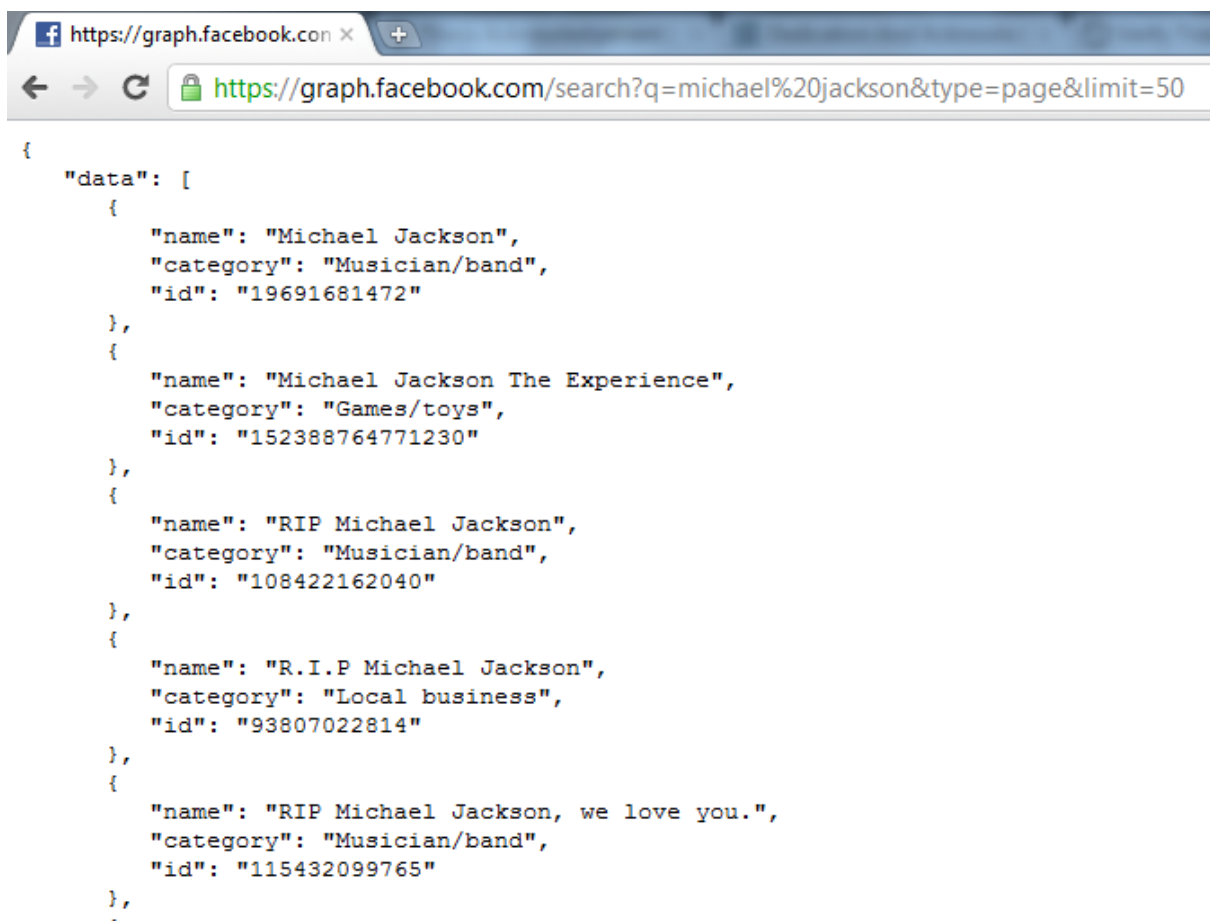 https://graph.facebook.con
https://graph.facebook.com/search?q=michael%20jackson&type=page&limit=50
{
"data": [
{
"name": "Michael Jackson",
"category": "Musician/band",
"id": "19691681472"
},
{
"name": "Michael Jackson The Experience",
"category": "Games/toys",
"id": "152388764771230"
},
{
"name": "RIP Michael Jackson",
"category": "Musician/band",
"id": "108422162040"
},
{
"name": "R.I.P Michael Jackson",
"category": "Local business",
"id": "93807022814"
},
{
"name": "RIP Michael Jackson, we love you.",
"category": "Musician/band",
"id": "115432099765"
},